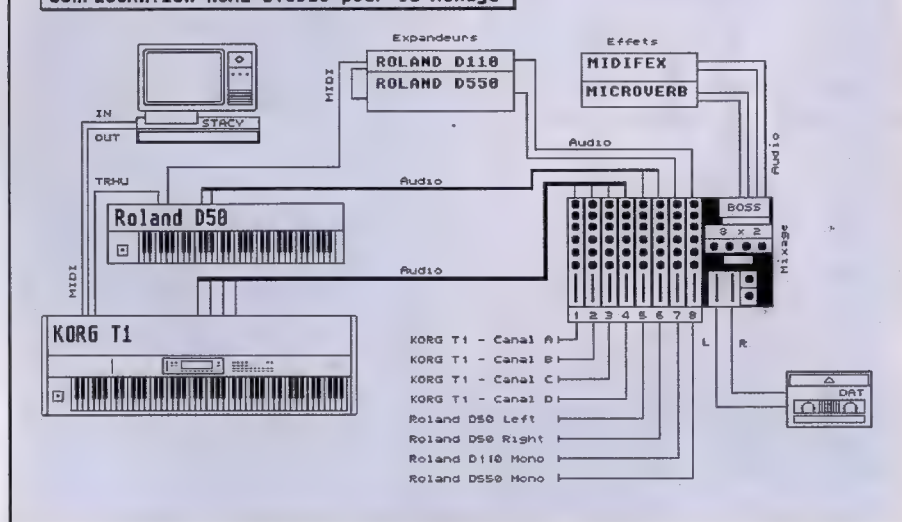 Expandeurs
ROLAND D110
ROLAND D550
MIDI
Effets
MIDIFEX
MICROVERB
IN
OUT
STACY
THRU
Audio
Audio
Audio
Audio
Roland D50
BOSS
8 x 2
Mixage
MIDI
KORG T1
1 2 3 4 5 6 7 8
L
R
DAT
KORG T1 - Canal A
KORG T1 - Canal B
KORG T1 - Canal C
KORG T1 - Canal D
Roland D50 Left
Roland D50 Right
Roland D110 Mono
Roland D550 Mono